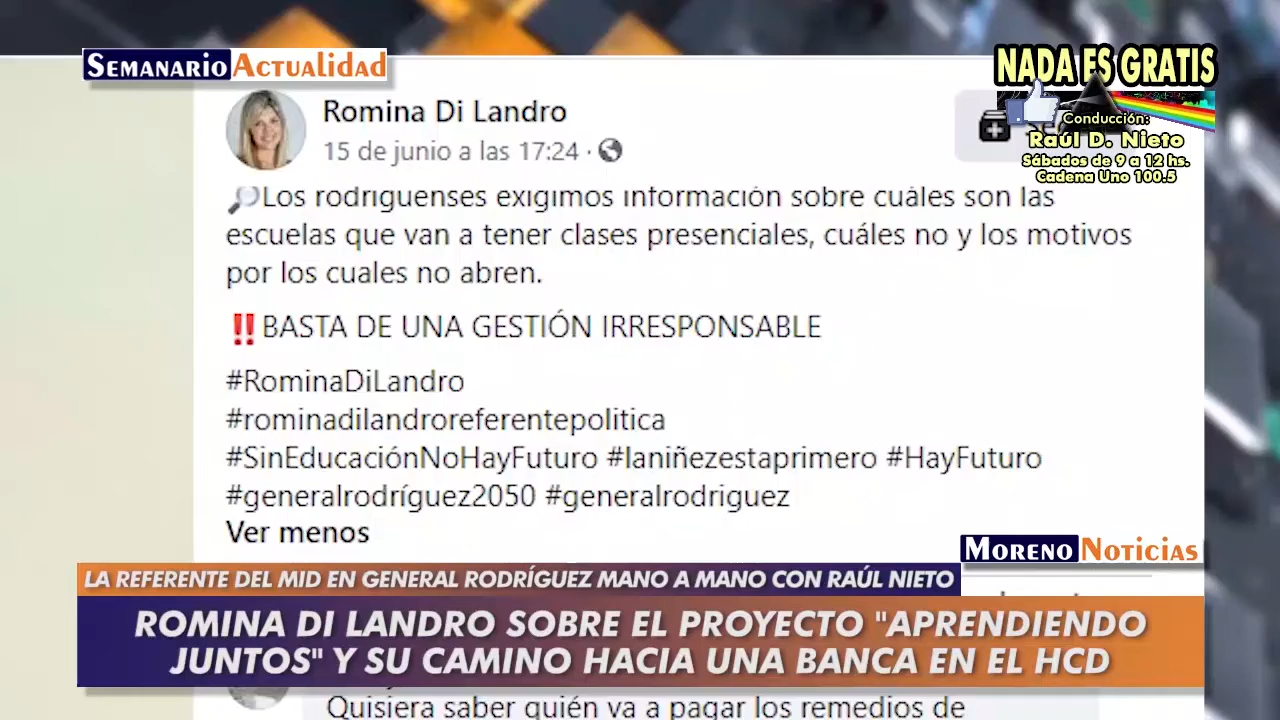 SEMANARIO ACTUALIDAD
NADA ES GRATIS
Conducción:
Raúl D. Nieto
Sábados de 9 a 12 hs.
Cadena Uno 100.5
Romina Di Landro
15 de junio a las 17:24 ·
Los rodriguenses exigimos información sobre cuáles son las
escuelas que van a tener clases presenciales, cuáles no y los motivos
por los cuales no abren.
‼️BASTA DE UNA GESTIÓN IRRESPONSABLE
#RominaDiLandro
#rominadilandroreferentepolitica
#SinEducaciónNoHayFuturo #laniñezestaprimero #HayFuturo
#generalrodríguez2050 #generalrodriguez
Ver menos
MORENO NOTICIAS
LA REFERENTE DEL MID EN GENERAL RODRÍGUEZ MANO A MANO CON RAÚL NIETO
ROMINA DI LANDRO SOBRE EL PROYECTO "APRENDIENDO
JUNTOS" Y SU CAMINO HACIA UNA BANCA EN EL HCD
Quisiera saber quién va a pagar los remedios de